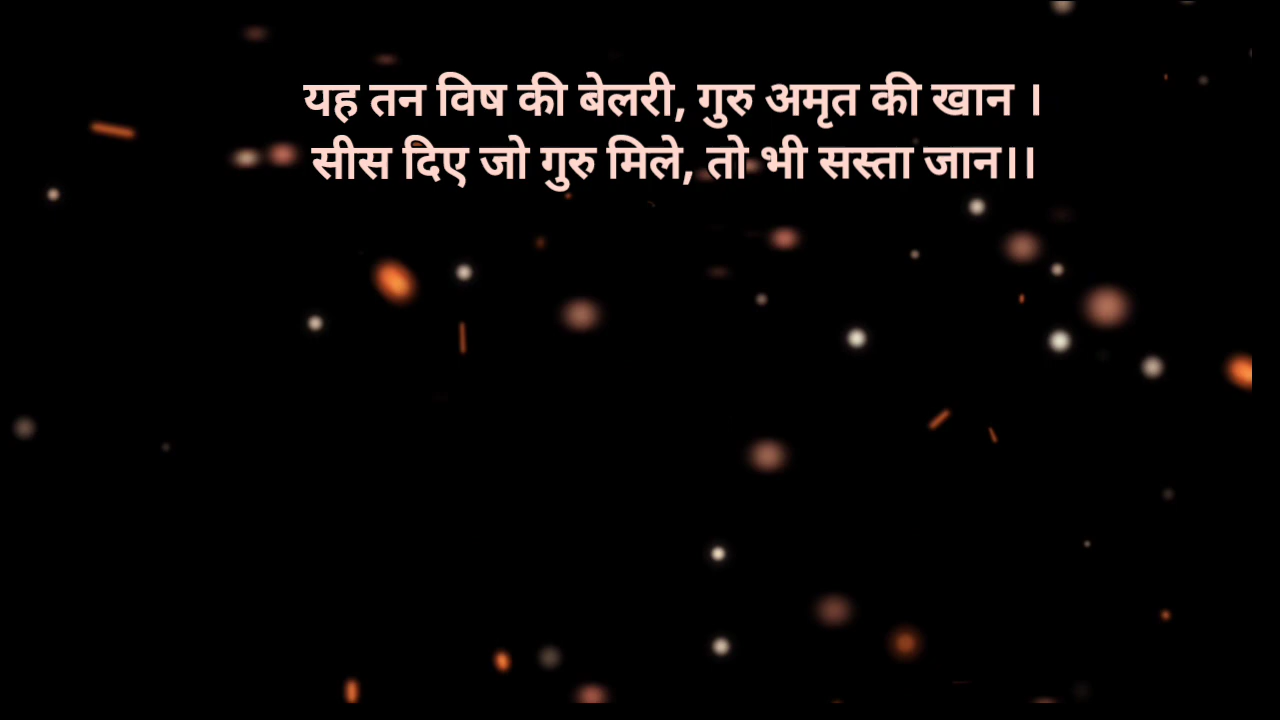 यह तन विष की बेलरी, गुरु अमृत की खान ।
सीस दिए जो गुरु मिले, तो भी सस्ता जान।।